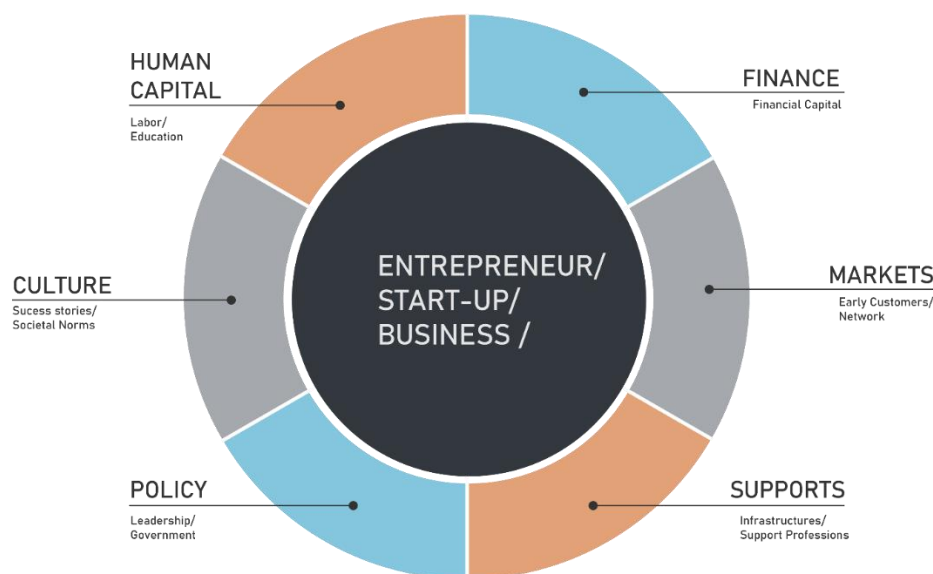 HUMAN
CAPITAL
Labor/
Education
FINANCE
Financial Capital
CULTURE
Sucess stories/
Societal Norms
ENTREPRENEUR/
START-UP/
BUSINESS /
MARKETS
Early Customers/
Network
POLICY
Leadership/
Government
SUPPORTS
Infrastructures/
Support Professions